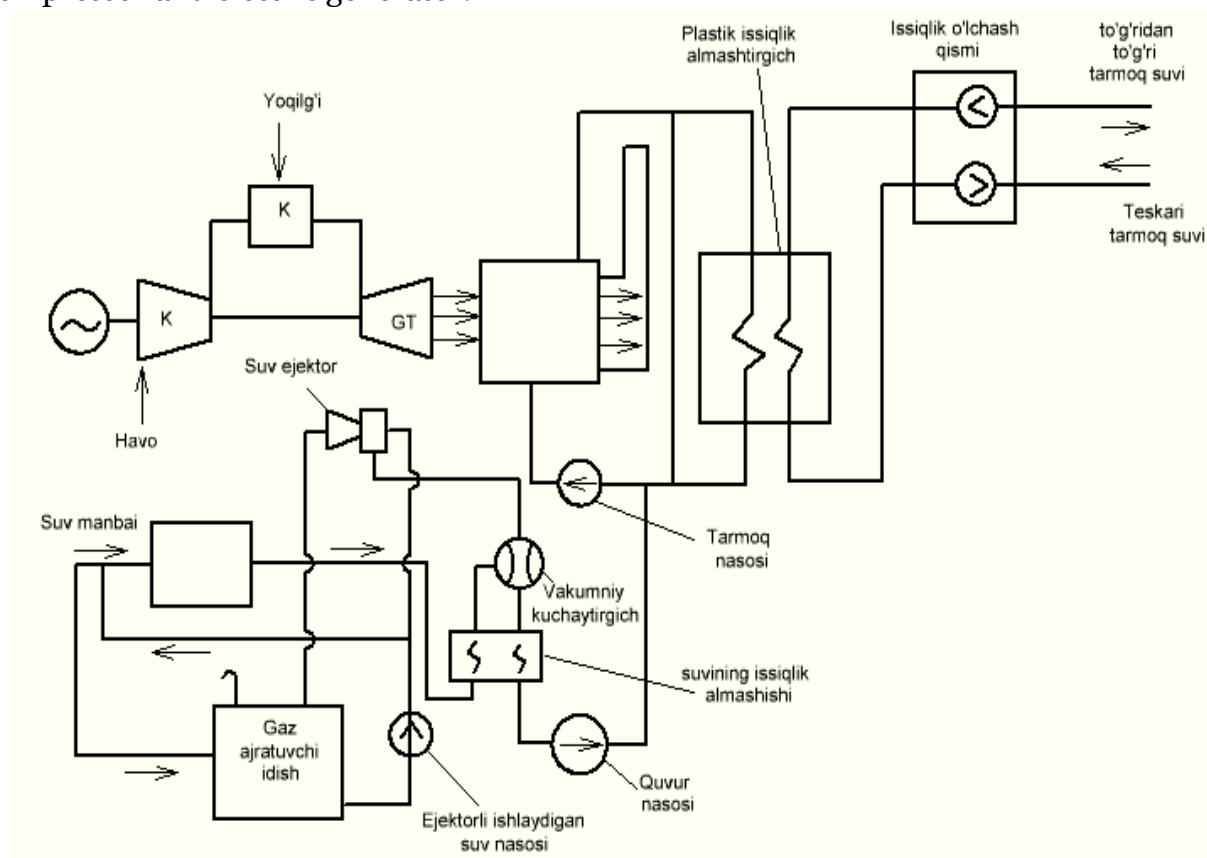 Plastik issiqlik
almashtirgich
Issiqlik o'lchash
qismi
to'g'ridan
to'g'ri
tarmoq suvi
Yoqilg'i
K
Teskari
tarmoq suvi
K
GT
Suv ejektor
Havo
Suv manbai
Tarmoq
nasosi
Vakumniy
kuchaytirgich
suvining issiqlik
almashishi
Gaz
ajratuvchi
idish
Quvur
nasosi
Ejektorli ishlaydigan
suv nasosi